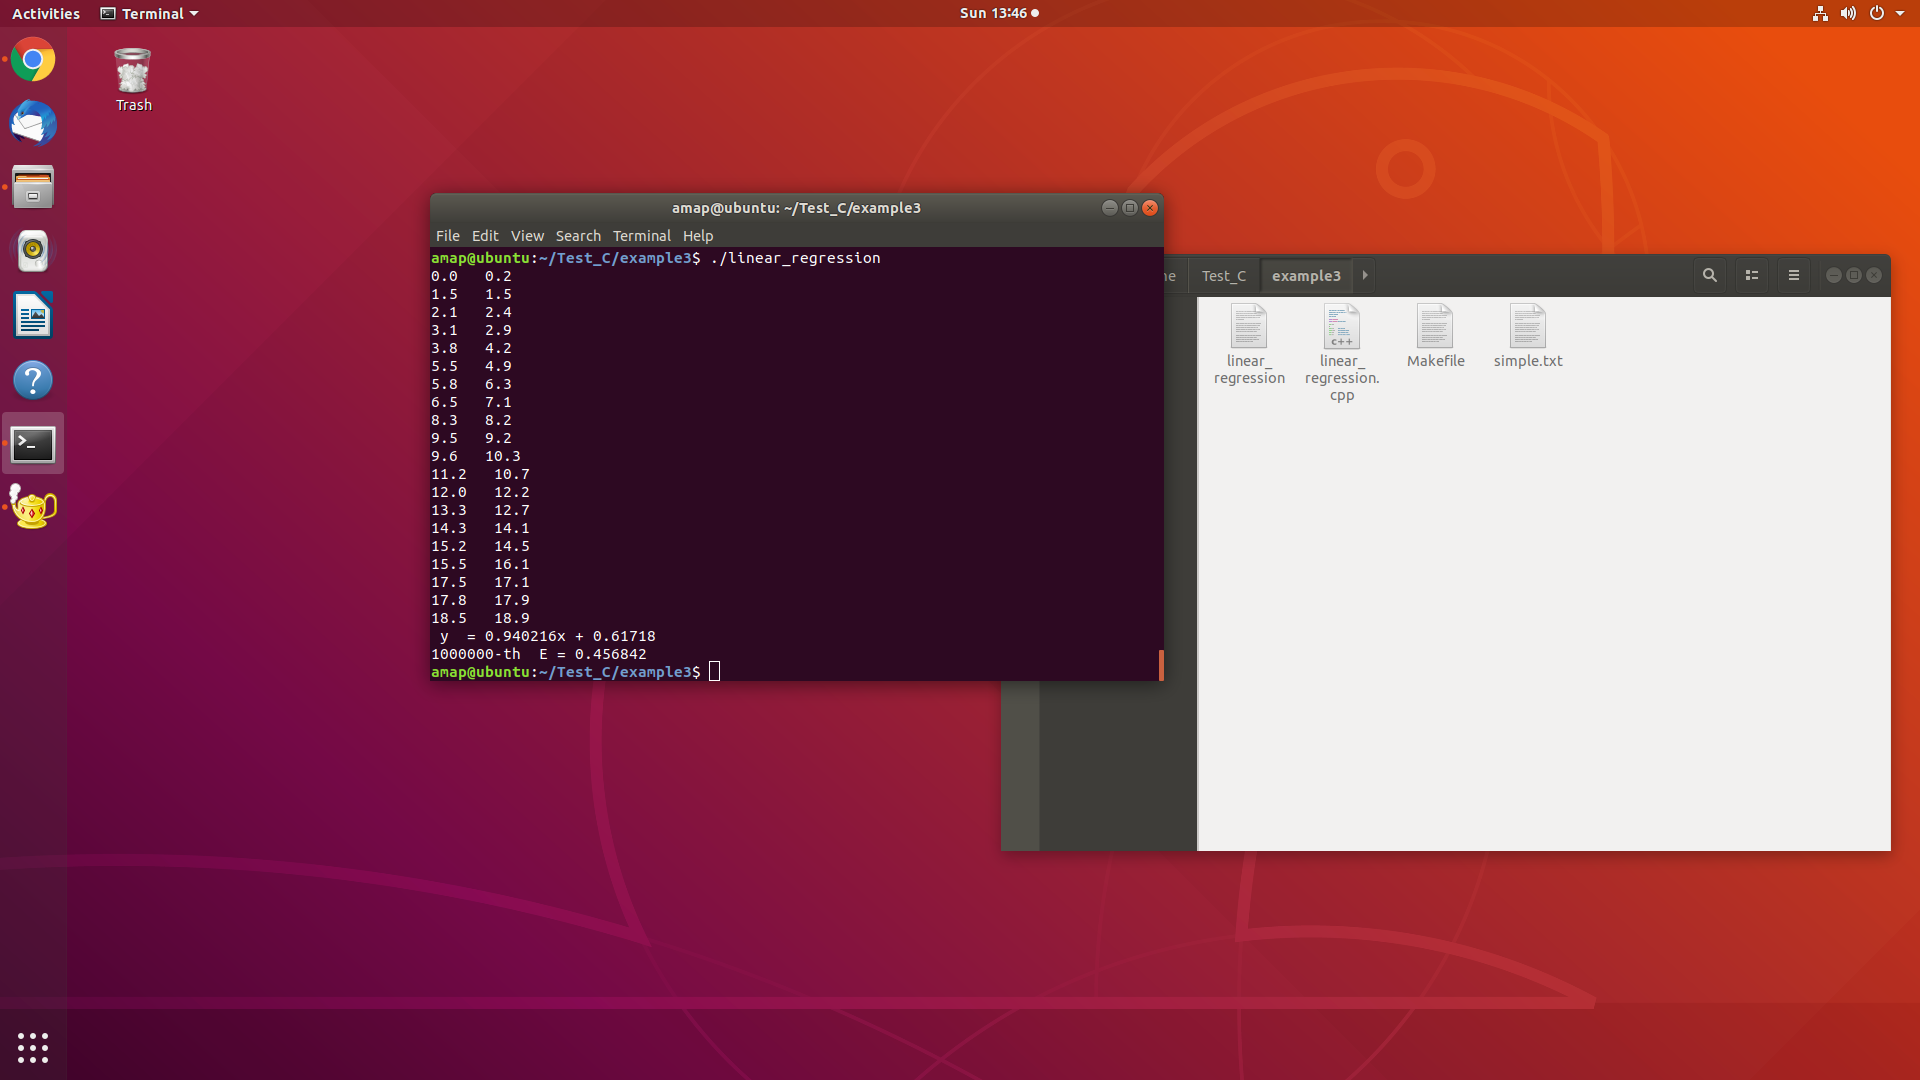 Activities
Terminal
Sun 13:46
Trash
amap@ubuntu: ~/Test_C/example3
File Edit View Search Terminal Help
amap@ubuntu:~/Test_C/example3$ ./linear_regression
0.0 0.2
1.5 1.5
2.1 2.4
3.1 2.9
3.8 4.2
5.5 4.9
5.8 6.3
6.5 7.1
8.3 8.2
9.5 9.2
9.6 10.3
11.2 10.7
12.0 12.2
13.3 12.7
14.3 14.1
15.2 14.5
15.5 16.1
17.5 17.1
17.8 17.9
18.5 18.9
y = 0.940216x + 0.61718
1000000-th E = 0.456842
amap@ubuntu:~/Test_C/example3$
me Test_C example3
linear_
regression
c++
linear_
regression.
cpp
Makefile
simple.txt